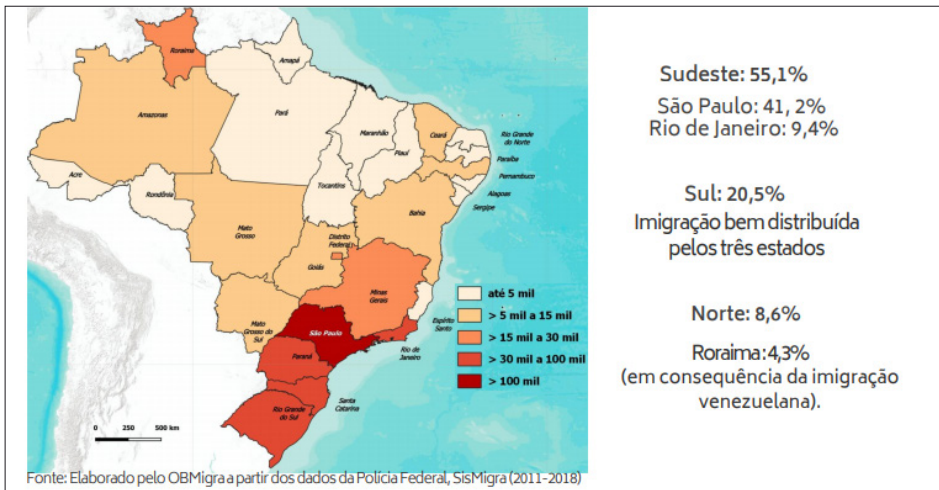 Roraima
Amapá
Amazonas
Pará
Maranhão
Ceará
Rio Grande
do Norte
Piauí
Paraíba
Pernambuco
Acre
Rondônia
Tocantins
Alagoas
Sergipe
Mato
Grosso
Bahia
Distrito
Federal
Goiás
Minas
Gerais
Mato
Grosso do
Sul
São Paulo
Espírito
Santo
Rio de
Janeiro
Paraná
Santa
Catarina
Rio Grande
do Sul
até 5 mil
> 5 mil a 15 mil
> 15 mil a 30 mil
> 30 mil a 100 mil
> 100 mil
0 250 500 km
Fonte: Elaborado pelo OBMigra a partir dos dados da Polícia Federal, SisMigra (2011-2018)
Sudeste: 55,1%
São Paulo: 41, 2%
Rio de Janeiro: 9,4%
Sul: 20,5%
Imigração bem distribuída
pelos três estados
Norte: 8,6%
Roraima: 4,3%
(em consequência da imigração
venezuelana).